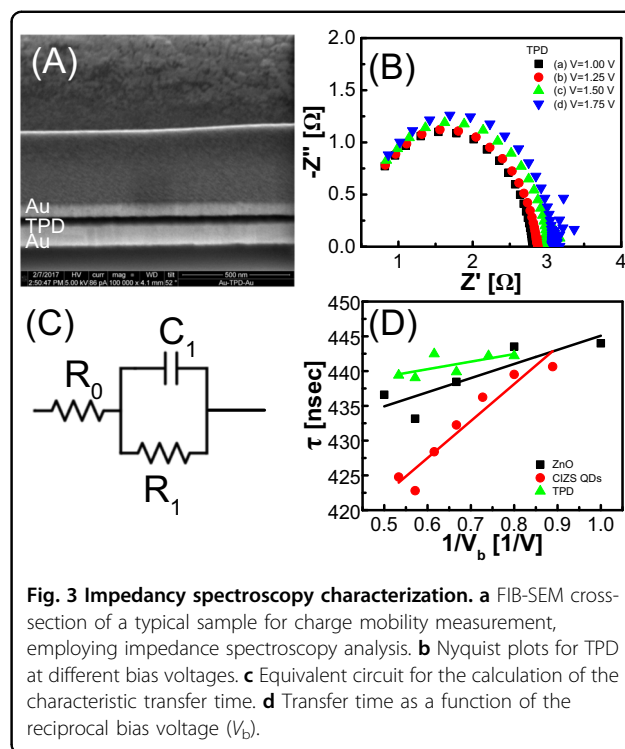 (A)
Au
TPD
Au
2/7/2017 HV curr mag WD tilt 500 nm
2:50:47 PM 5.00 kV 86 pA 100 000 x 4.1 mm 52 ° Au-TPD-Au
(B)
TPD
(a) V=1.00 V
(b) V=1.25 V
(c) V=1.50 V
(d) V=1.75 V
-2.0
1.5
1.0
0.5
0.0
-Z" [Ω]
1 2 3 4
Z' [Ω]
(C)
C1
R0
R1
(D)
450
445
440
435
430
425
420
τ [nsec]
ZnO
CIZS QDs
TPD
0.5 0.6 0.7 0.8 0.9 1.0
1/Vb [1/V]
Fig. 3 Impedancy spectroscopy characterization. a FIB-SEM cross-
section of a typical sample for charge mobility measurement,
employing impedance spectroscopy analysis. b Nyquist plots for TPD
at different bias voltages. c Equivalent circuit for the calculation of the
characteristic transfer time. d Transfer time as a function of the
reciprocal bias voltage (Vb).